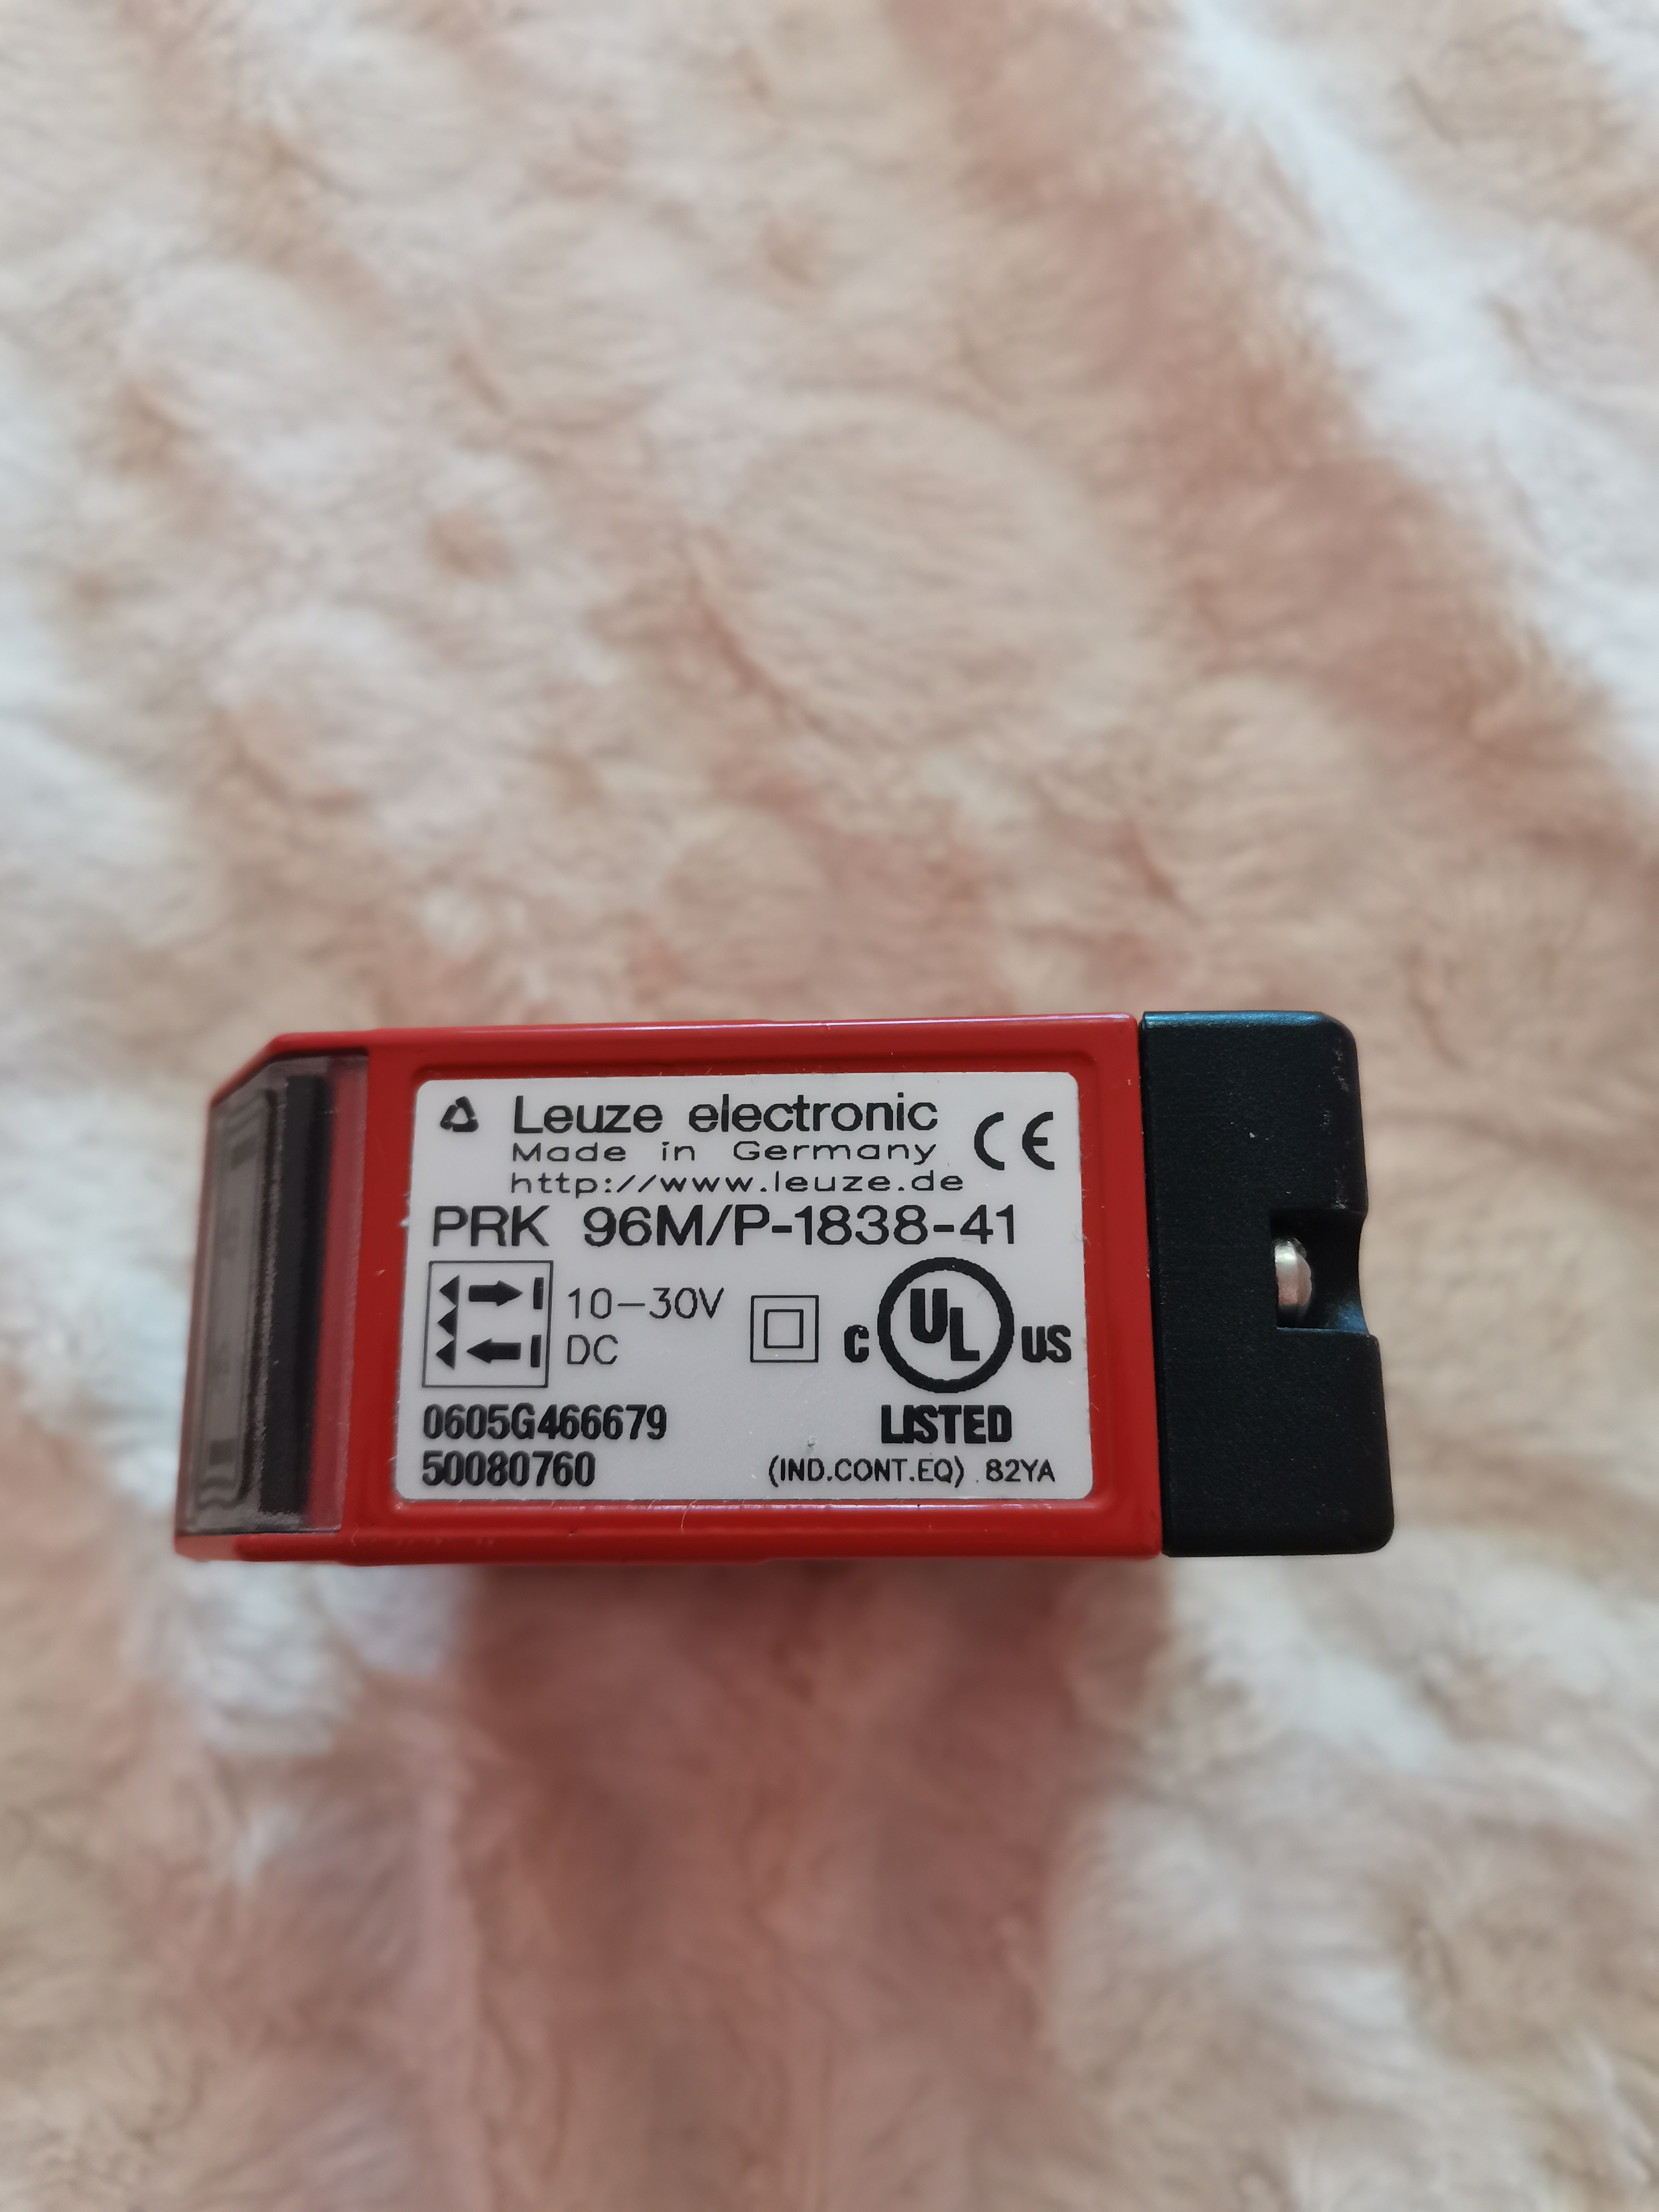 Leuze electronic
Made in Germany
http://www.leuze.de
CE
PRK 96M/P-1838-41
10-30V
DC
C UL US
LISTED
0605G466679
50080760
(IND.CONT.EQ) 82YA